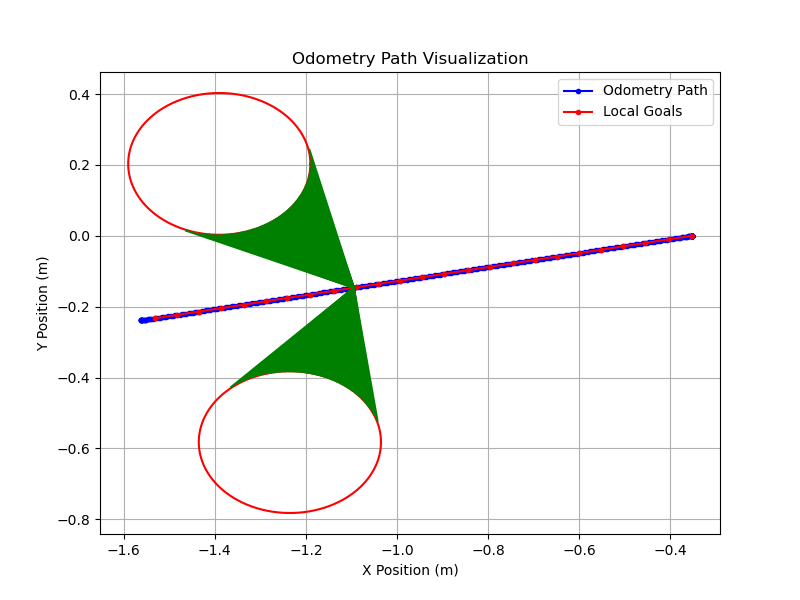 Odometry Path Visualization
Odometry Path
Local Goals
Y Position (m)
0.4
0.2
0.0
−0.2
−0.4
−0.6
−0.8
−1.6
−1.4
−1.2
−1.0
−0.8
−0.6
−0.4
X Position (m)